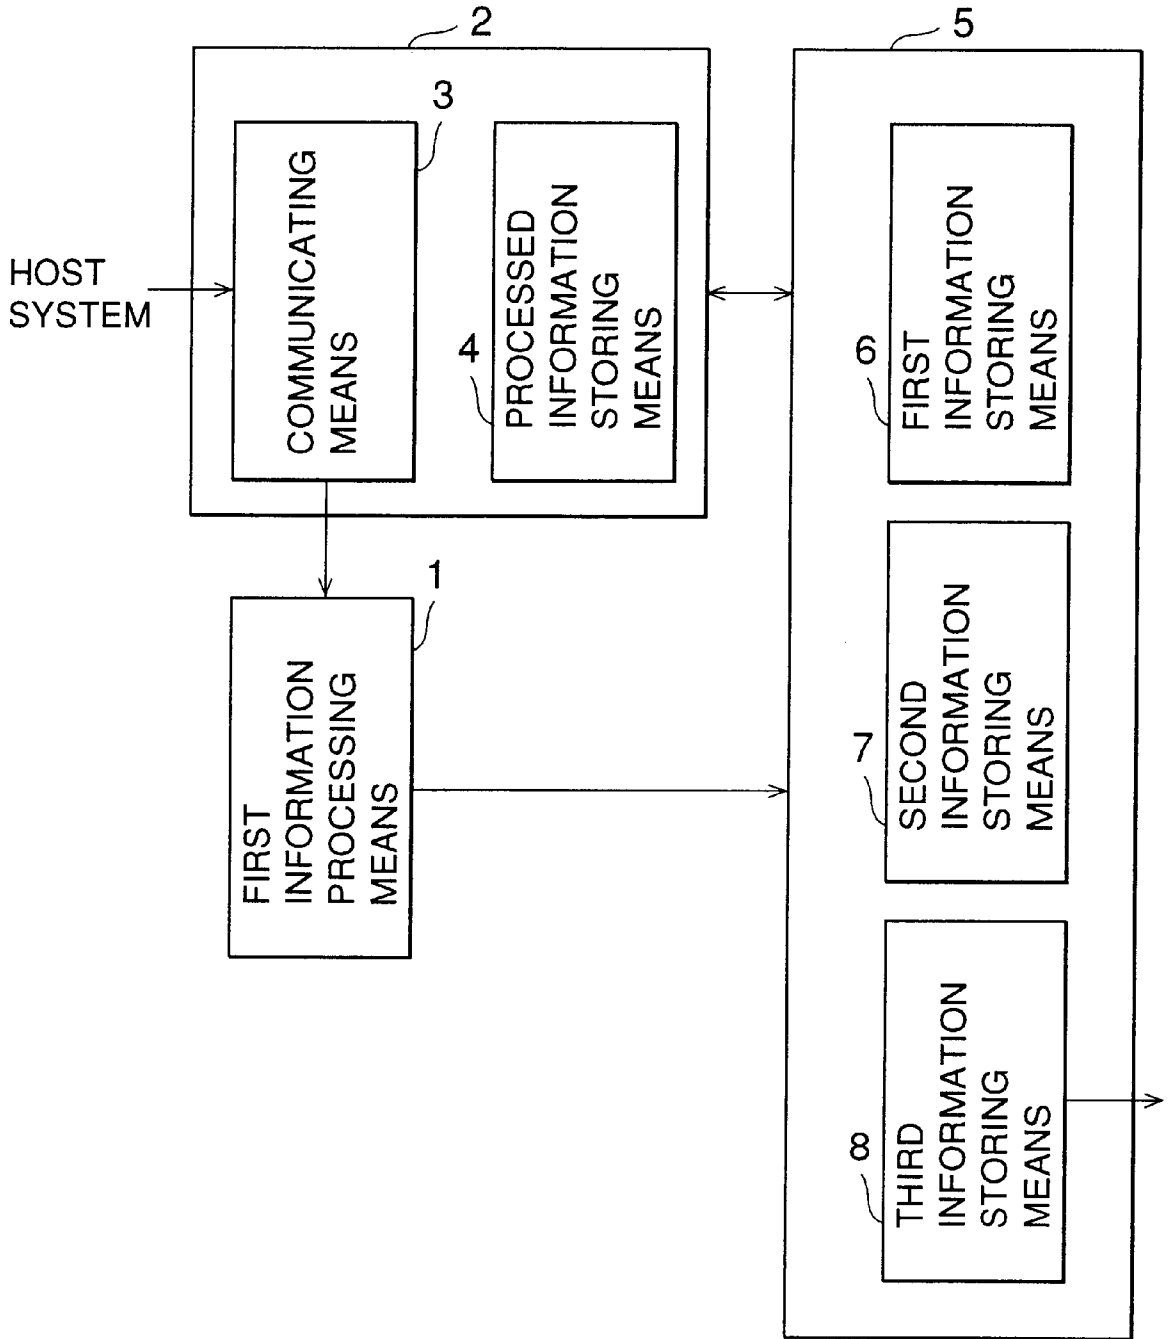 2
5
3
COMMUNICATING
MEANS
4
PROCESSED
INFORMATION
STORING
MEANS
HOST
SYSTEM
6
FIRST
INFORMATION
STORING
MEANS
1
FIRST
INFORMATION
PROCESSING
MEANS
7
SECOND
INFORMATION
STORING
MEANS
8
THIRD
INFORMATION
STORING
MEANS